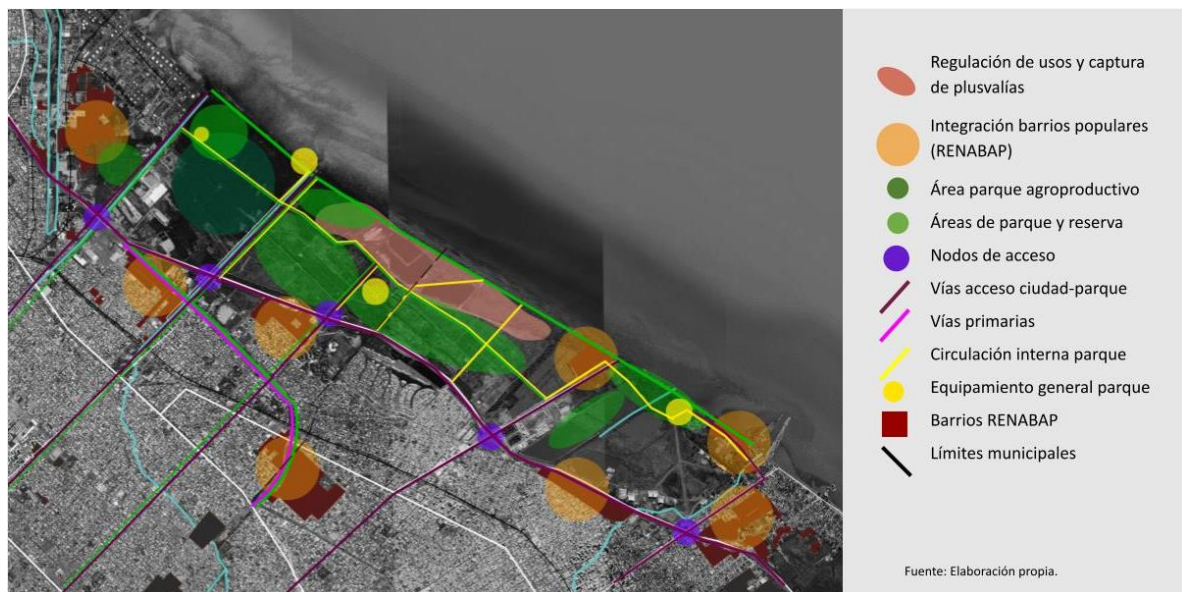 Regulación de usos y captura
de plusvalías
Integración barrios populares
(RENABAP)
Área parque agroproductivo
Áreas de parque y reserva
Nodos de acceso
Vías acceso ciudad-parque
Vías primarias
Circulación interna parque
Equipamiento general parque
Barrios RENABAP
Límites municipales
Fuente: Elaboración propia.